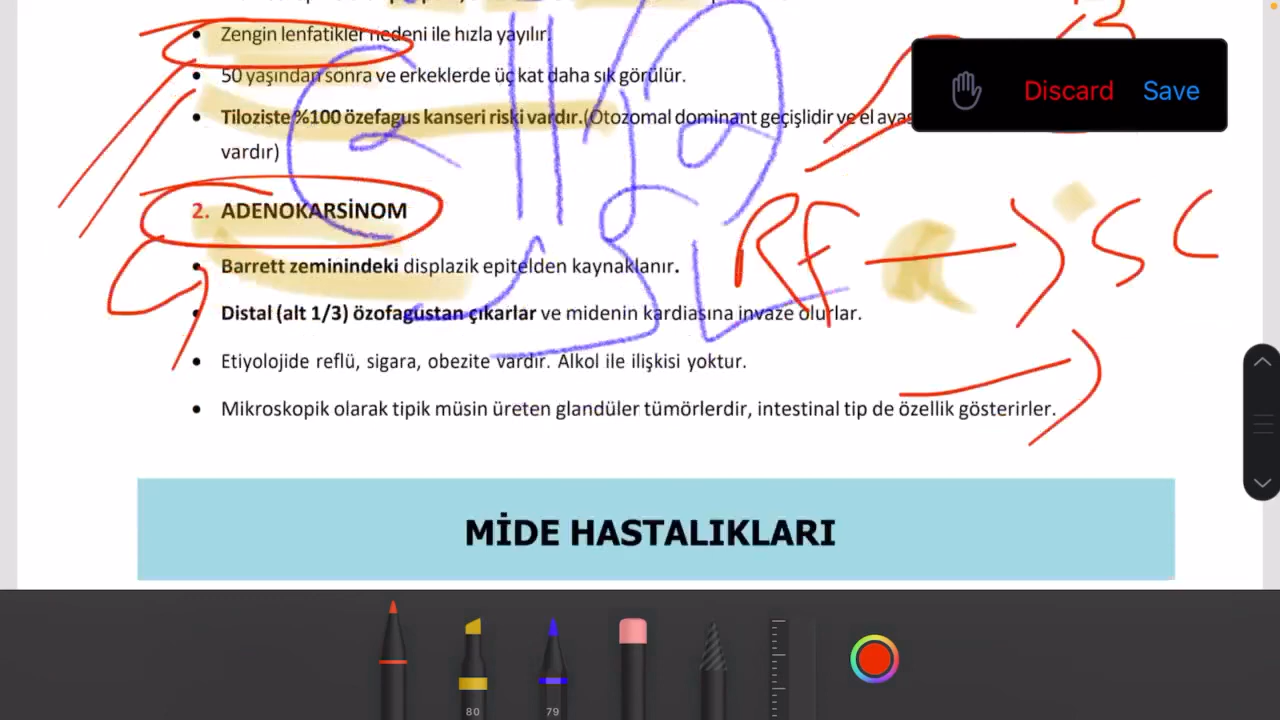 Zengin lenfatikler nedeni ile hızla yayılır.
Discard Save
50 yaşından sonra ve erkeklerde üç kat daha sık görülür.
Tiloziste %100 özefagus kanseri riski vardır.(Otozomal dominant geçişlidir ve el ayas
vardır)
2. ADENOKARSİNOM
RF SC
Barrett zeminindeki displazik epitelden kaynaklanır.
Distal (alt 1/3) özofagustan çıkarlar ve midenin kardiasına invaze olurlar.
Etiyolojide reflü, sigara, obezite vardır. Alkol ile ilişkisi yoktur.
Mikroskopik olarak tipik müsin üreten glandüler tümörlerdir, intestinal tip de özellik gösterirler.
MİDE HASTALIKLARI
80 79